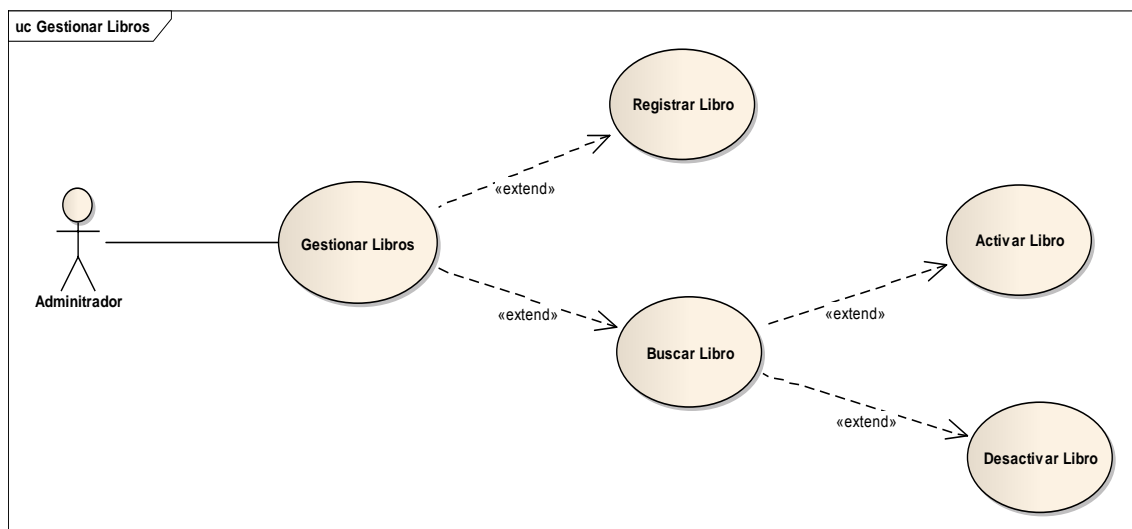 uc Gestionar Libros
Registrar Libro
«extend»
Gestionar Libros
Activar Libro
Adminitrador
«extend»
«extend»
Buscar Libro
«extend»
Desactivar Libro